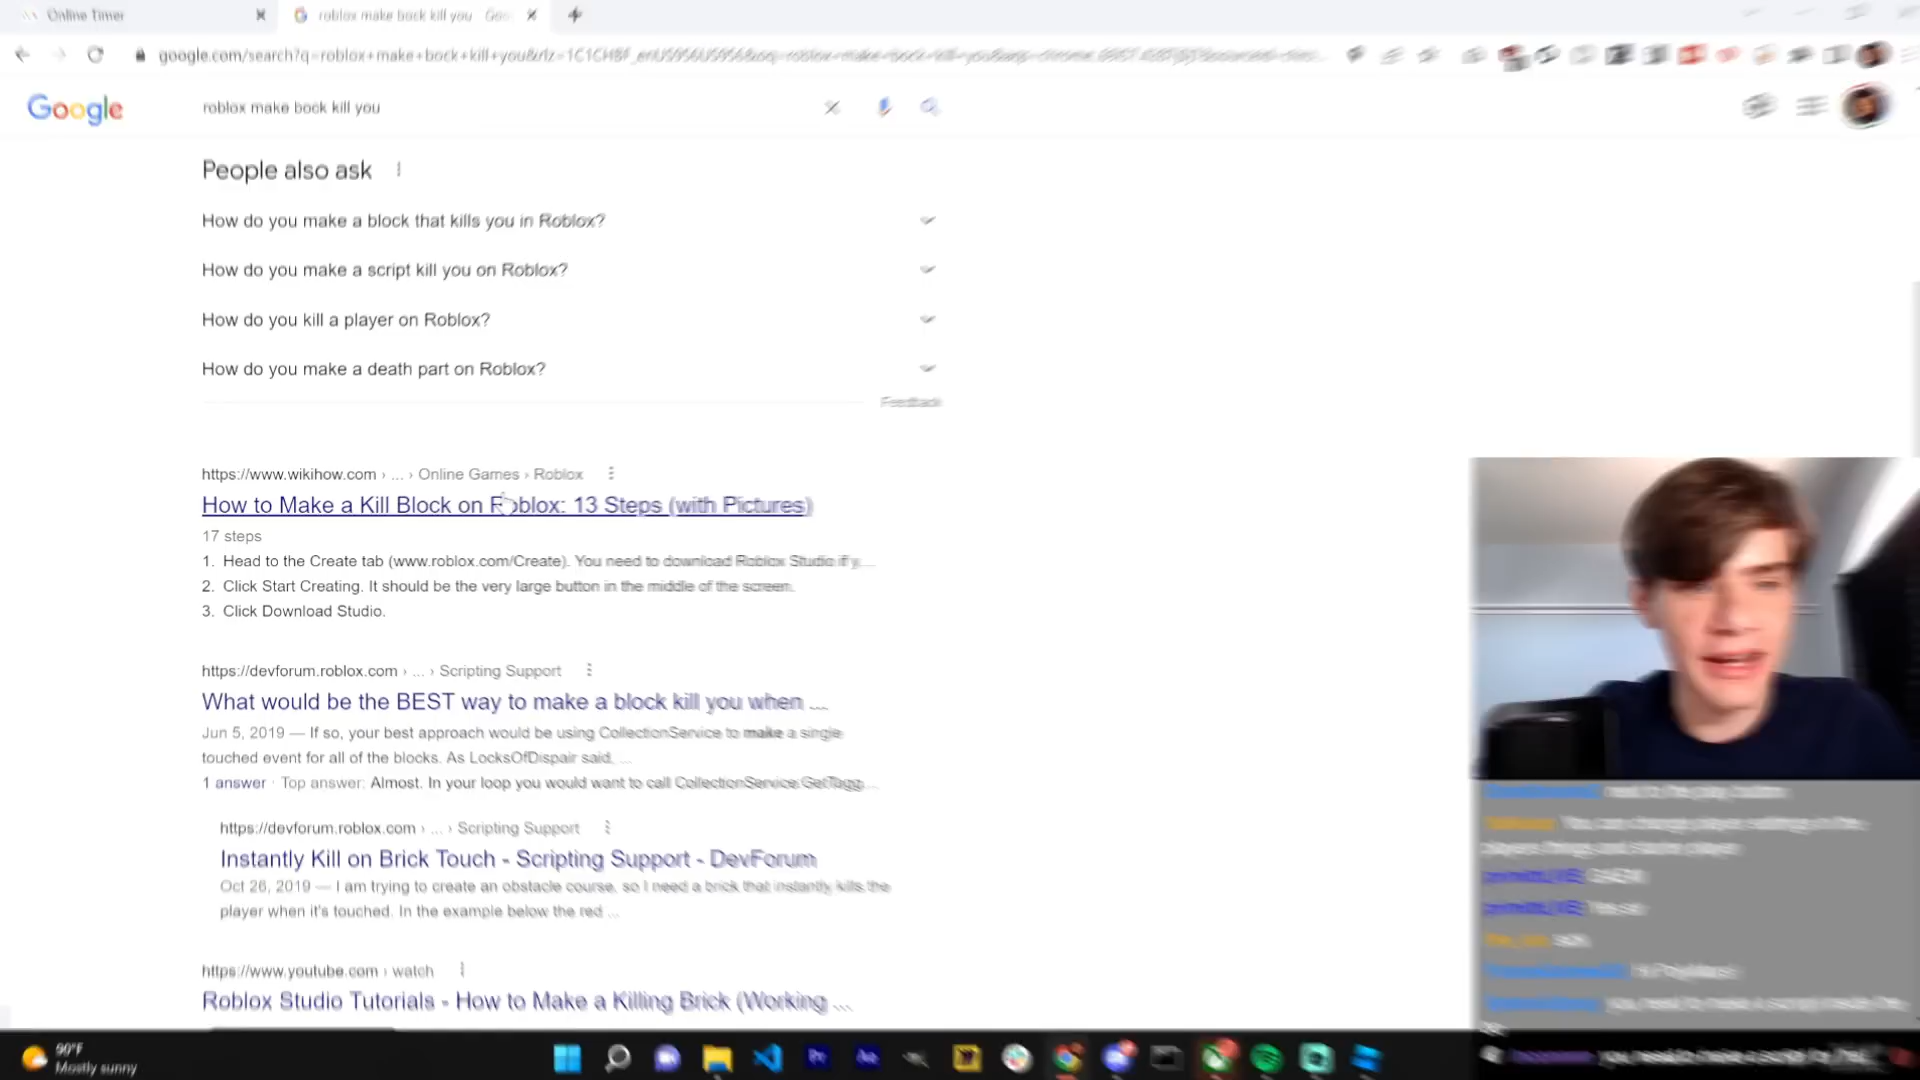 Online Timer
roblox make bock kill you
Google
roblox make bock kill you
People also ask
How do you make a block that kills you in Roblox?
How do you make a script kill you on Roblox?
How do you kill a player on Roblox?
How do you make a death part on Roblox?
Feedback
https://www.wikihow.com › ... › Online Games › Roblox
How to Make a Kill Block on Roblox: 13 Steps (with Pictures)
17 steps
1. Head to the Create tab (www.roblox.com/Create). You need to download Roblox Studio if y...
2. Click Start Creating. It should be the very large button in the middle of the screen.
3. Click Download Studio.
https://devforum.roblox.com › ... › Scripting Support
What would be the BEST way to make a block kill you when ...
Jun 5, 2019 — If so, your best approach would be using CollectionService to make a single
touched event for all of the blocks. As LocksOfDispair said, ...
1 answer · Top answer: Almost. In your loop you would want to call CollectionService:GetTagg...
https://devforum.roblox.com › ... › Scripting Support
Instantly Kill on Brick Touch - Scripting Support - DevForum
Oct 26, 2019 — I am trying to create an obstacle course, so I need a brick that instantly kills the
player when it's touched. In the example below the red ...
https://www.youtube.com › watch
Roblox Studio Tutorials - How to Make a Killing Brick (Working ...
90°F
Mostly sunny